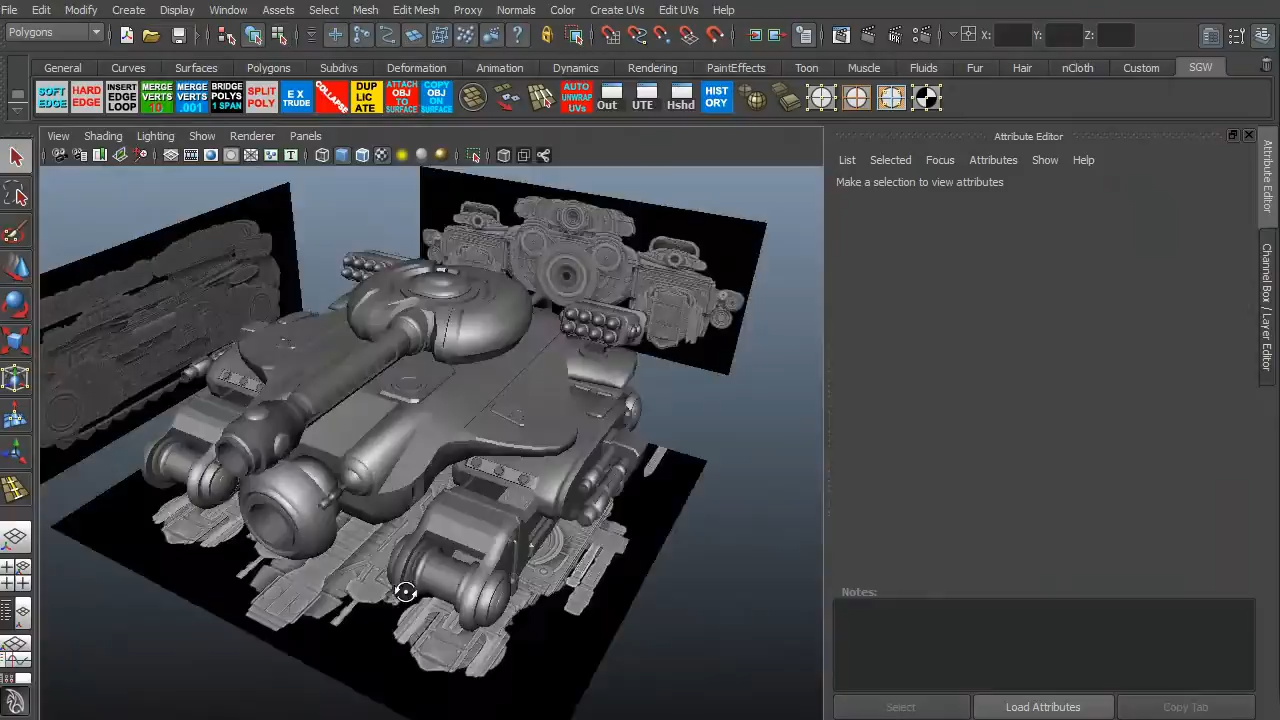 File Edit Modify Create Display Window Assets Select Mesh Edit Mesh Proxy Normals Color Create UVs Edit UVs Help
Polygons X: Y: Z:
General Curves Surfaces Polygons Subdivs Deformation Animation Dynamics Rendering PaintEffects Toon Muscle Fluids Fur Hair nCloth Custom SGW
SOFT EDGE
HARD EDGE
INSERT EDGE LOOP
MERGE VERTS 10
MERGE VERTS .001
BRIDGE POLYS 1 SPAN
SPLIT POLY
EX TRUDE
COLLAPSE
DUP LIC ATE
ATTACH OBJ TO SURFACE
COPY OBJ ON SURFACE
AUTO UNWRAP UVs
Out
UTE
Hshd
HIST ORY
View Shading Lighting Show Renderer Panels
Attribute Editor
List Selected Focus Attributes Show Help
Make a selection to view attributes
Attribute Editor
Channel Box / Layer Editor
Notes:
Select Load Attributes Copy Tab